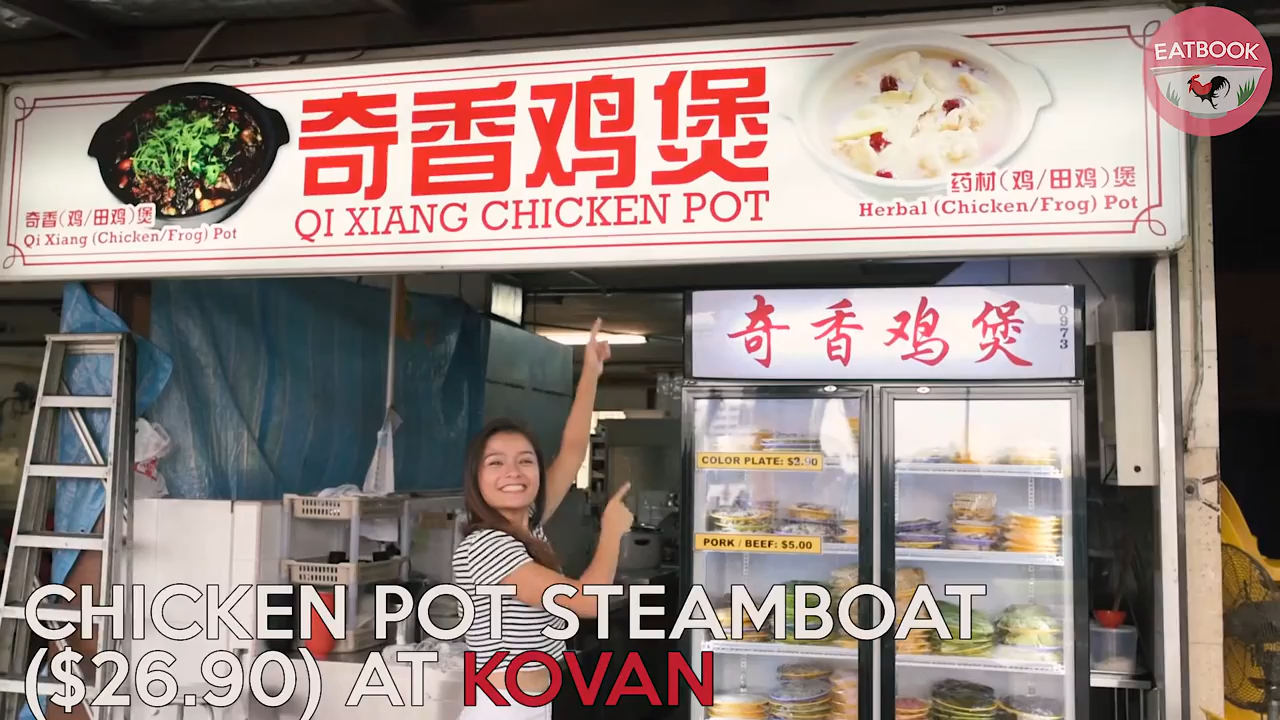 EATBOOK
奇香鸡煲
QI XIANG CHICKEN POT
奇香(鸡/田鸡)煲
Qi Xiang (Chicken/Frog) Pot
药材(鸡/田鸡)煲
Herbal (Chicken/Frog) Pot
奇香鸡煲
0973
COLOR PLATE: $2.90
PORK / BEEF: $5.00
CHICKEN POT STEAMBOAT
($26.90) AT KOVAN